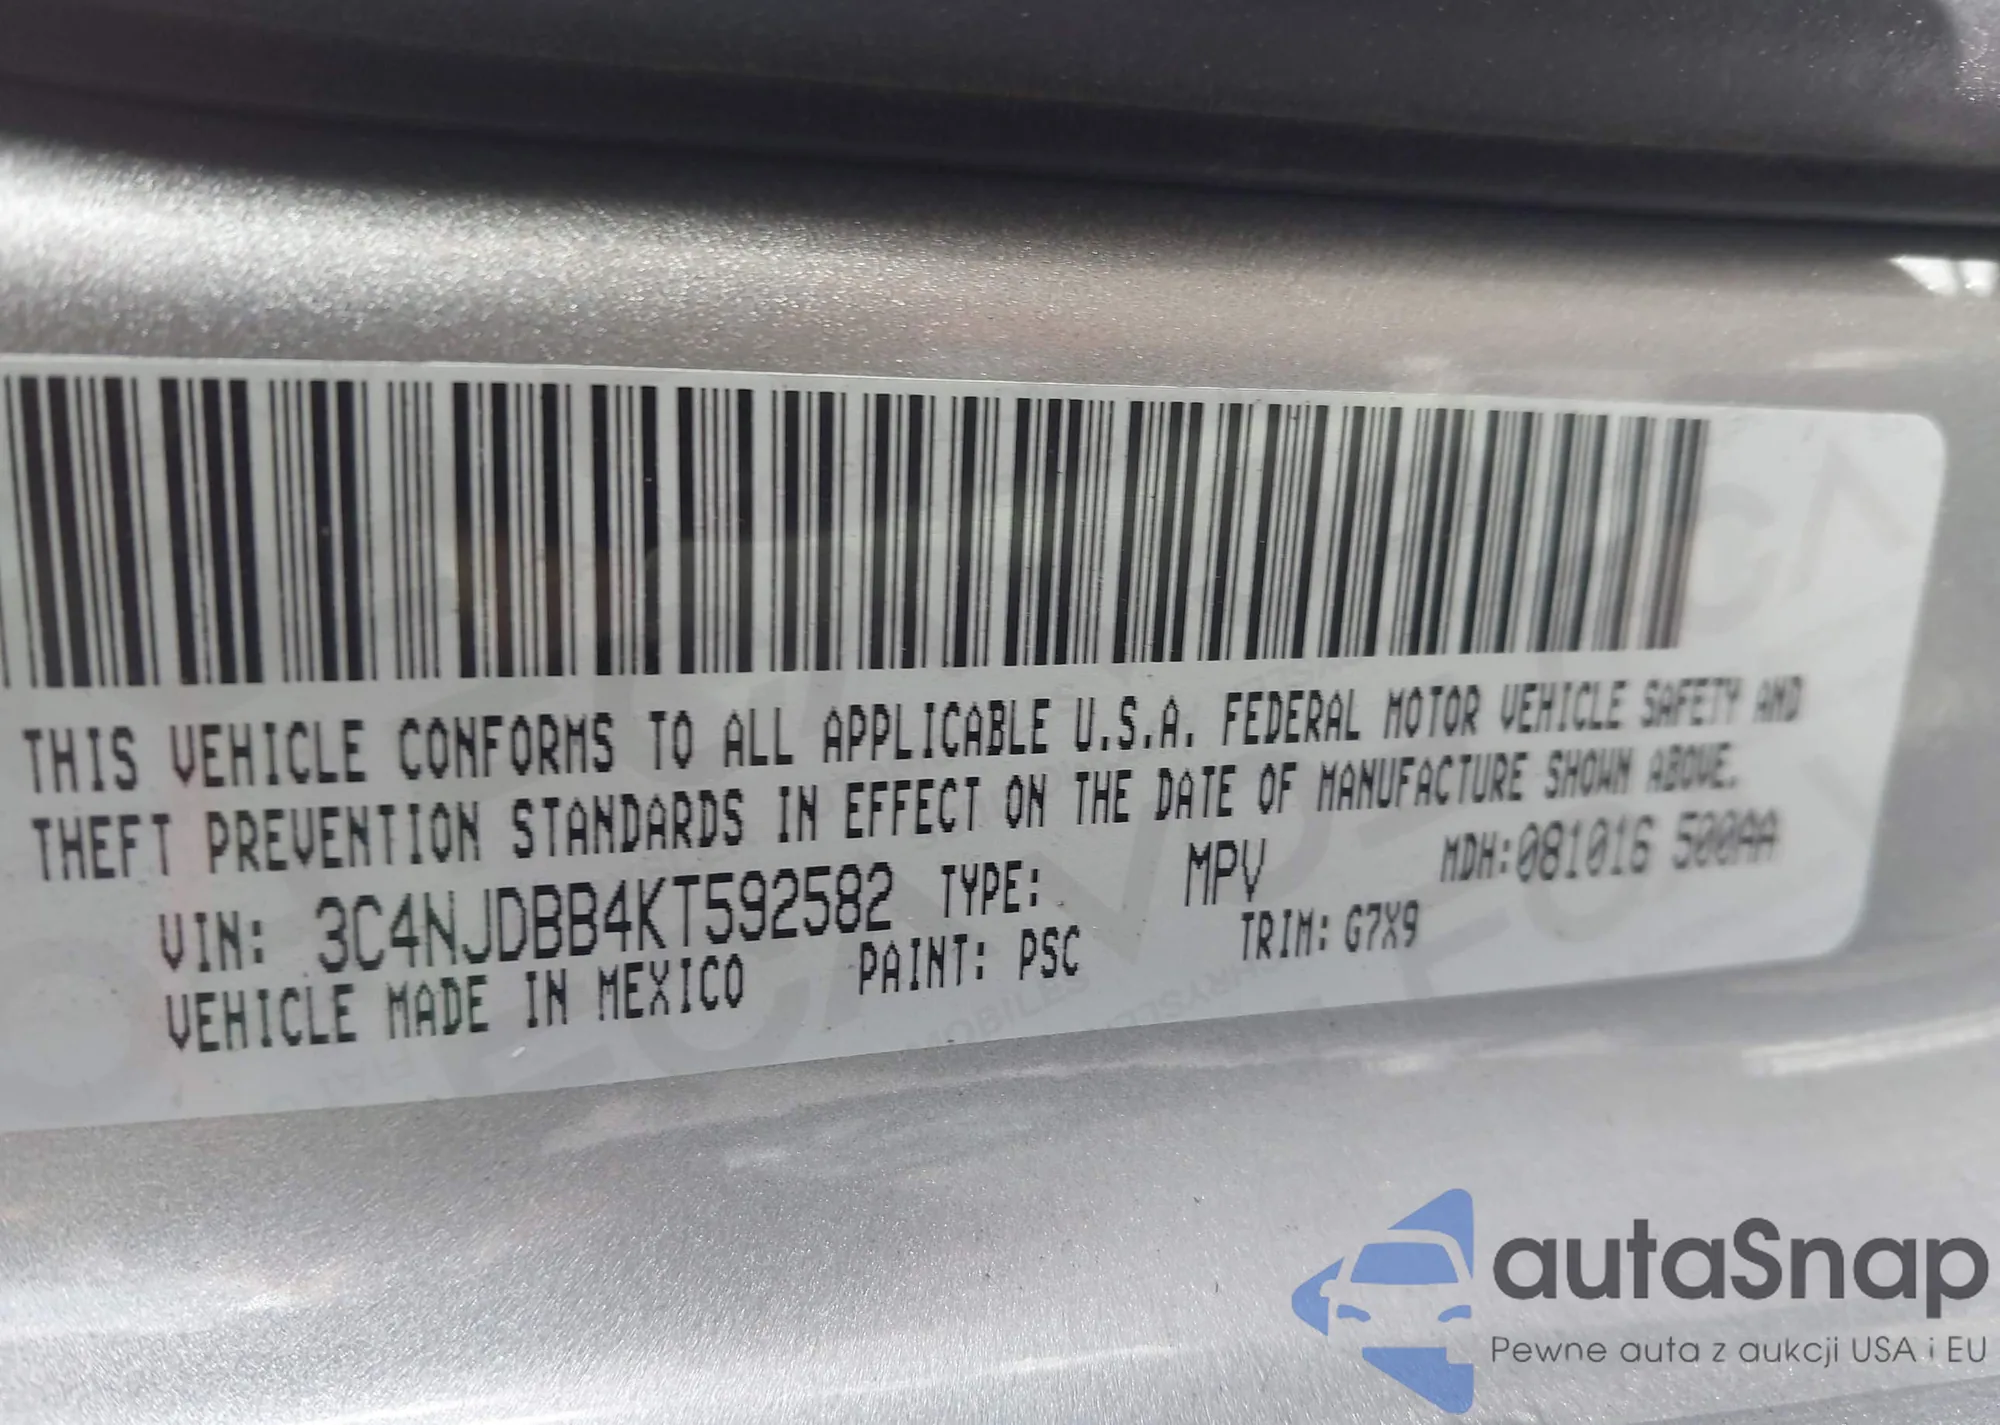 THIS VEHICLE CONFORMS TO ALL APPLICABLE U.S.A. FEDERAL MOTOR VEHICLE SAFETY AND
THEFT PREVENTION STANDARDS IN EFFECT ON THE DATE OF MANUFACTURE SHOWN ABOVE.
VIN: 3C4NJDBB4KT592582 TYPE: MPV MDH:081016 500AA
VEHICLE MADE IN MEXICO PAINT: PSC TRIM: G7X9
autaSnap
Pewne auta z aukcji USA i EU